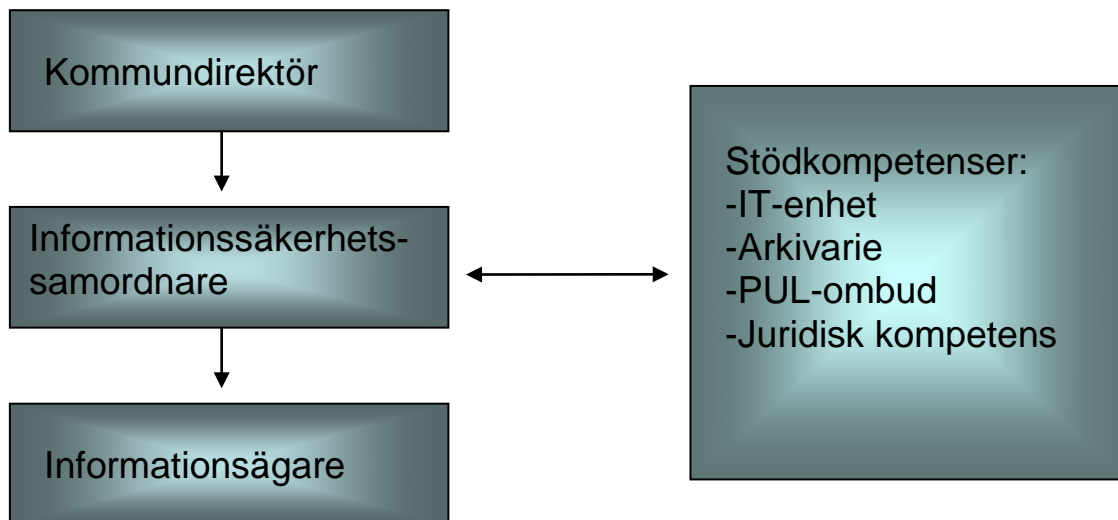 Kommundirektör
Informationssäkerhets-
samordnare
Informationsägare
Stödkompetenser:
-IT-enhet
-Arkivarie
-PUL-ombud
-Juridisk kompetens